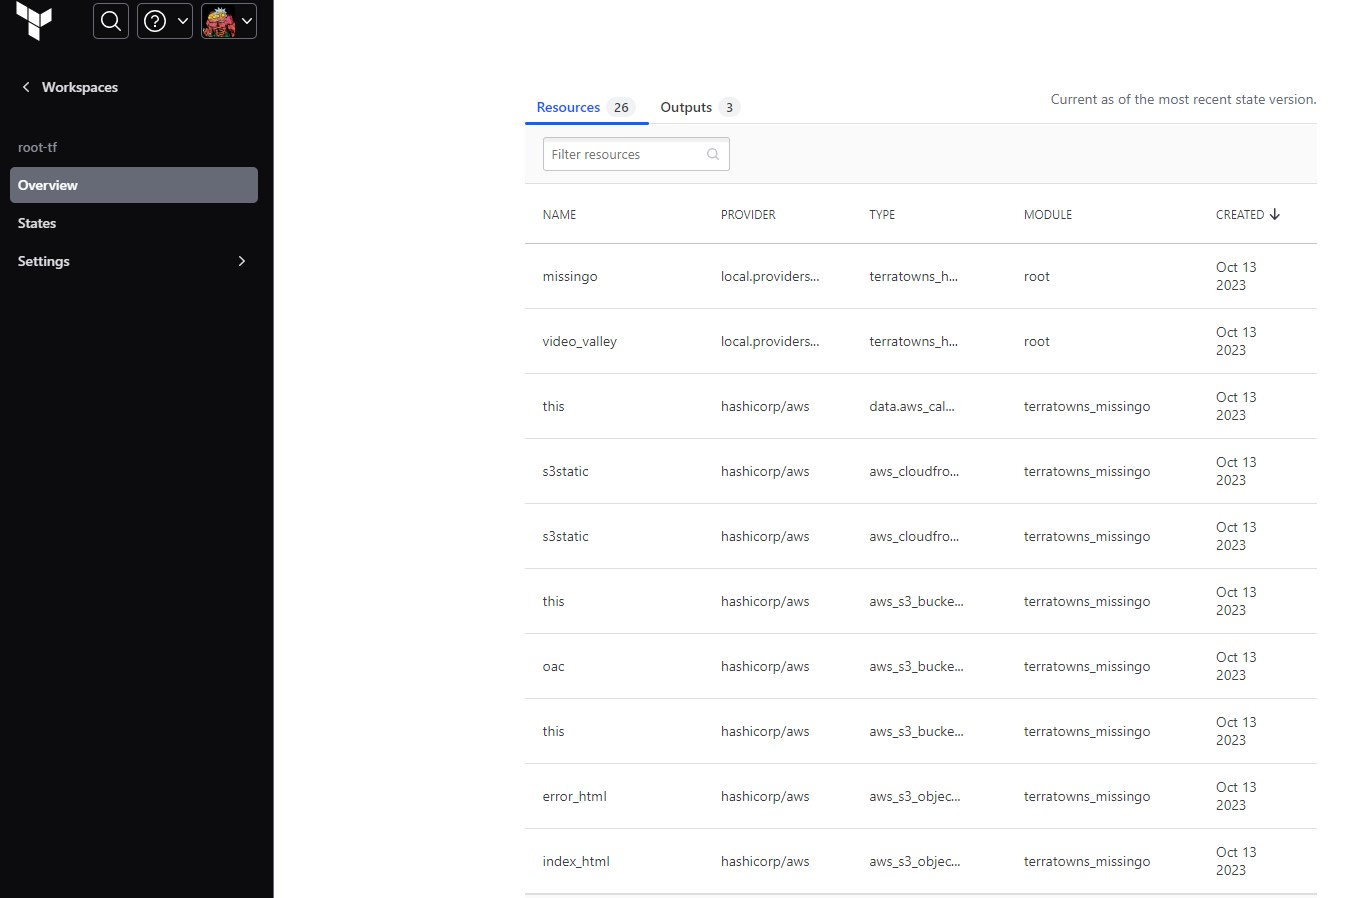 Workspaces
root-tf
Overview
States
Settings
Resources 26 Outputs 3
Current as of the most recent state version.
Filter resources
NAME PROVIDER TYPE MODULE CREATED
missingo local.providers... terratowns_h... root Oct 13 2023
video_valley local.providers... terratowns_h... root Oct 13 2023
this hashicorp/aws data.aws_cal... terratowns_missingo Oct 13 2023
s3static hashicorp/aws aws_cloudfro... terratowns_missingo Oct 13 2023
s3static hashicorp/aws aws_cloudfro... terratowns_missingo Oct 13 2023
this hashicorp/aws aws_s3_bucke... terratowns_missingo Oct 13 2023
oac hashicorp/aws aws_s3_bucke... terratowns_missingo Oct 13 2023
this hashicorp/aws aws_s3_bucke... terratowns_missingo Oct 13 2023
error_html hashicorp/aws aws_s3_objec... terratowns_missingo Oct 13 2023
index_html hashicorp/aws aws_s3_objec... terratowns_missingo Oct 13 2023